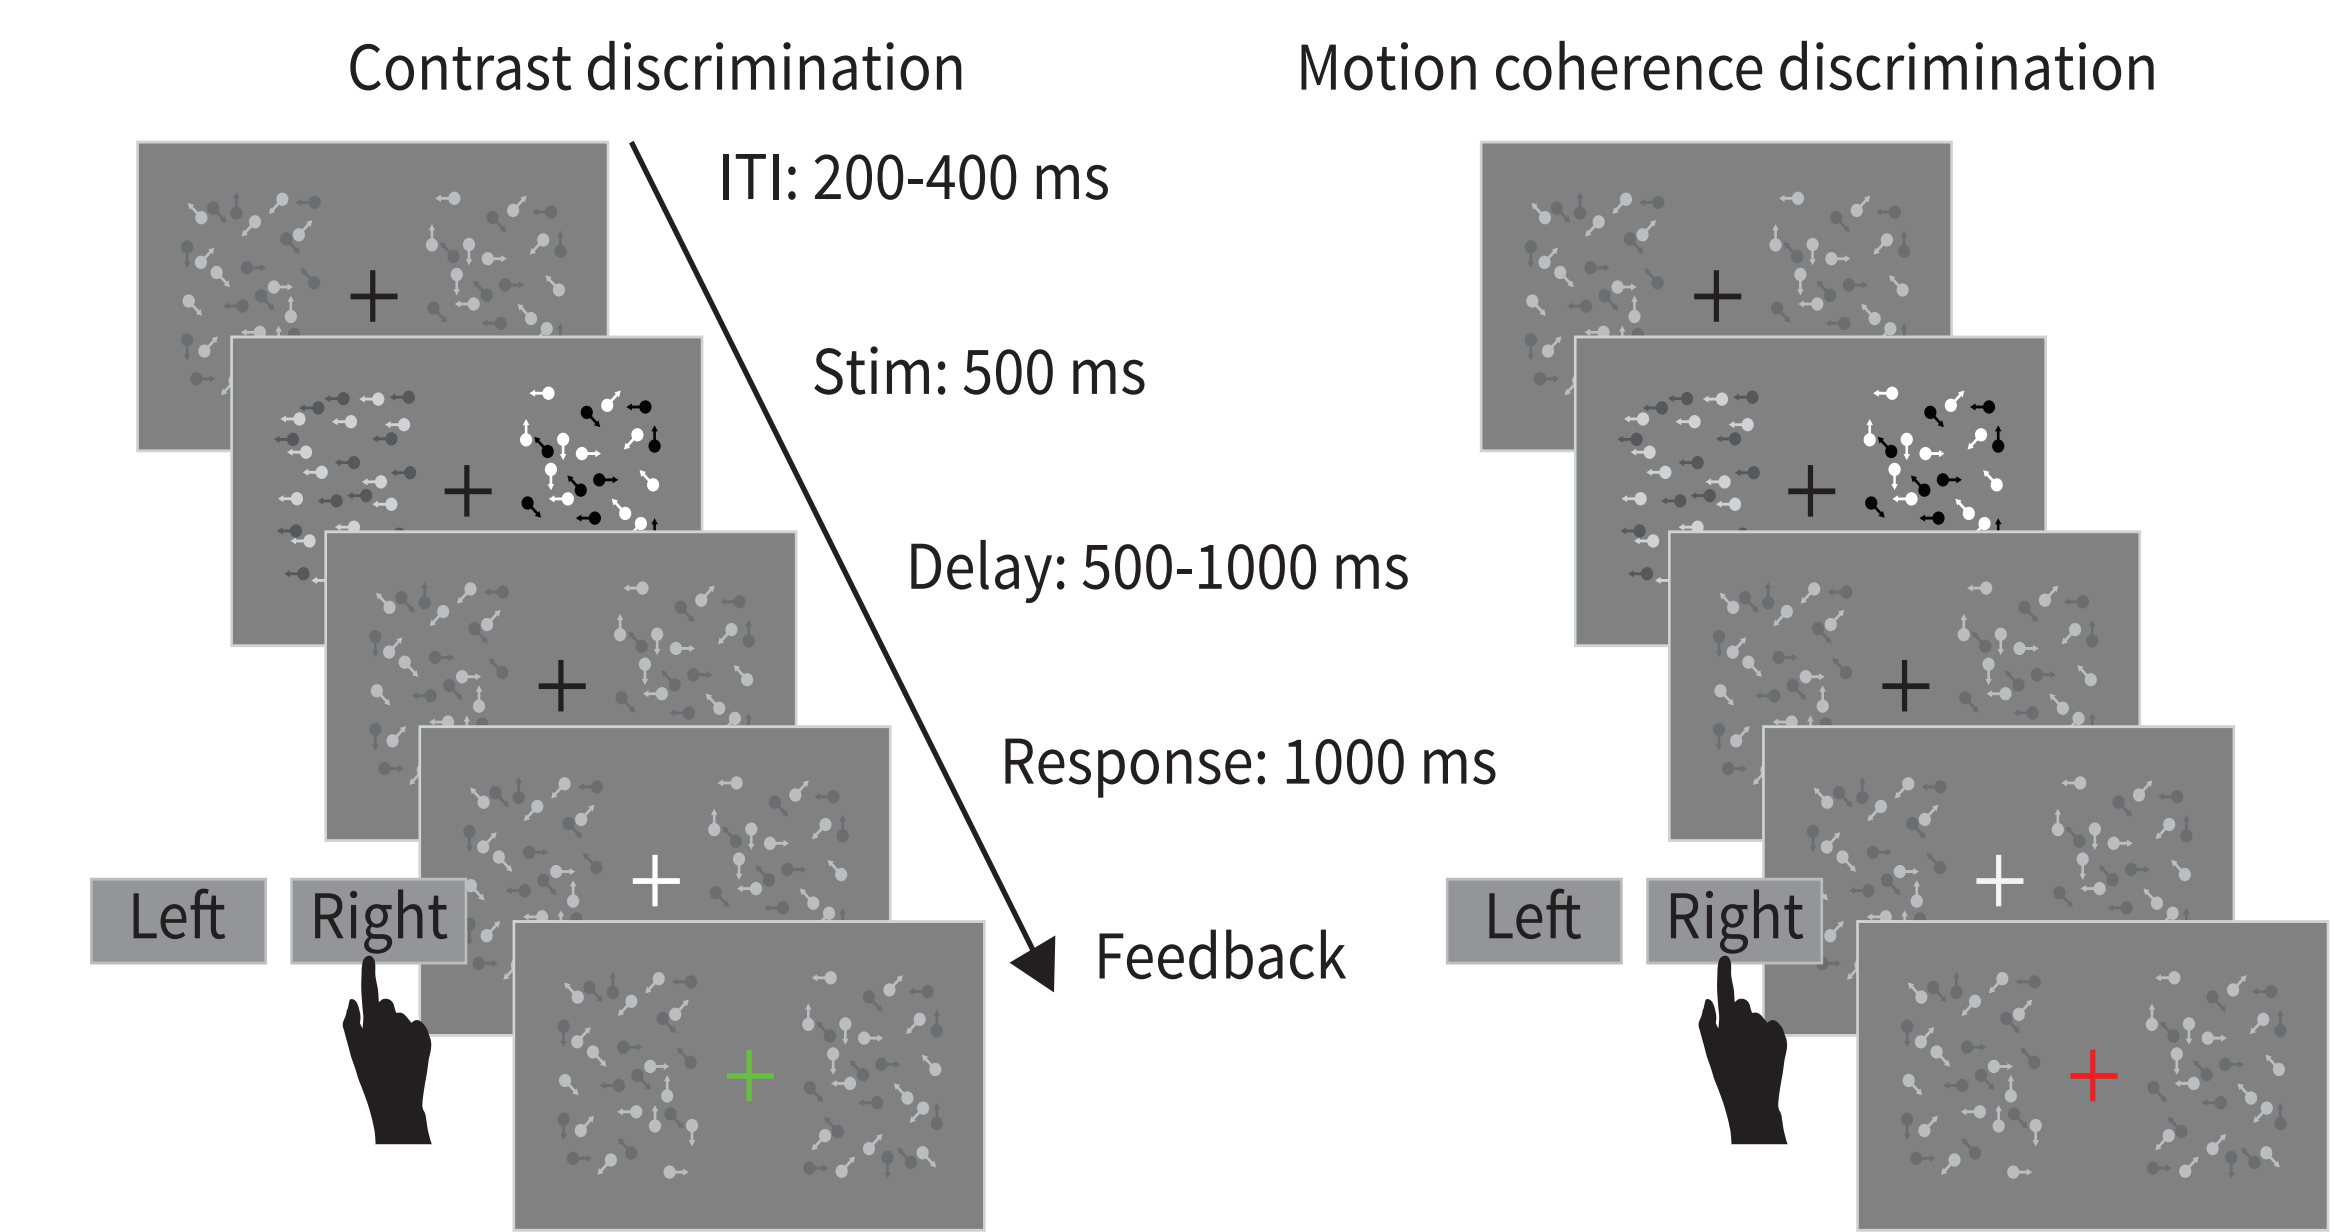 Contrast discrimination
Motion coherence discrimination
ITI: 200-400 ms
Stim: 500 ms
Delay: 500-1000 ms
Response: 1000 ms
Left
Right
Feedback
Left
Right